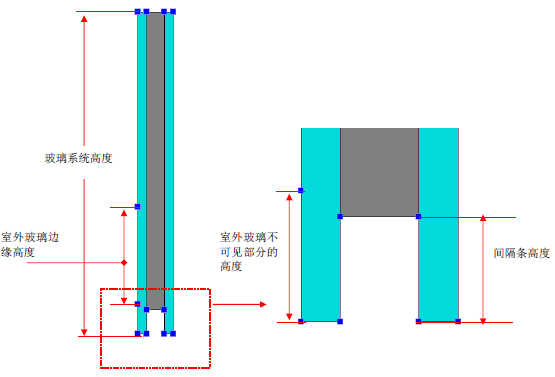 玻璃系统高度
室外玻璃边
缘高度
室外玻璃不
可见部分的
高度
间隔条高度